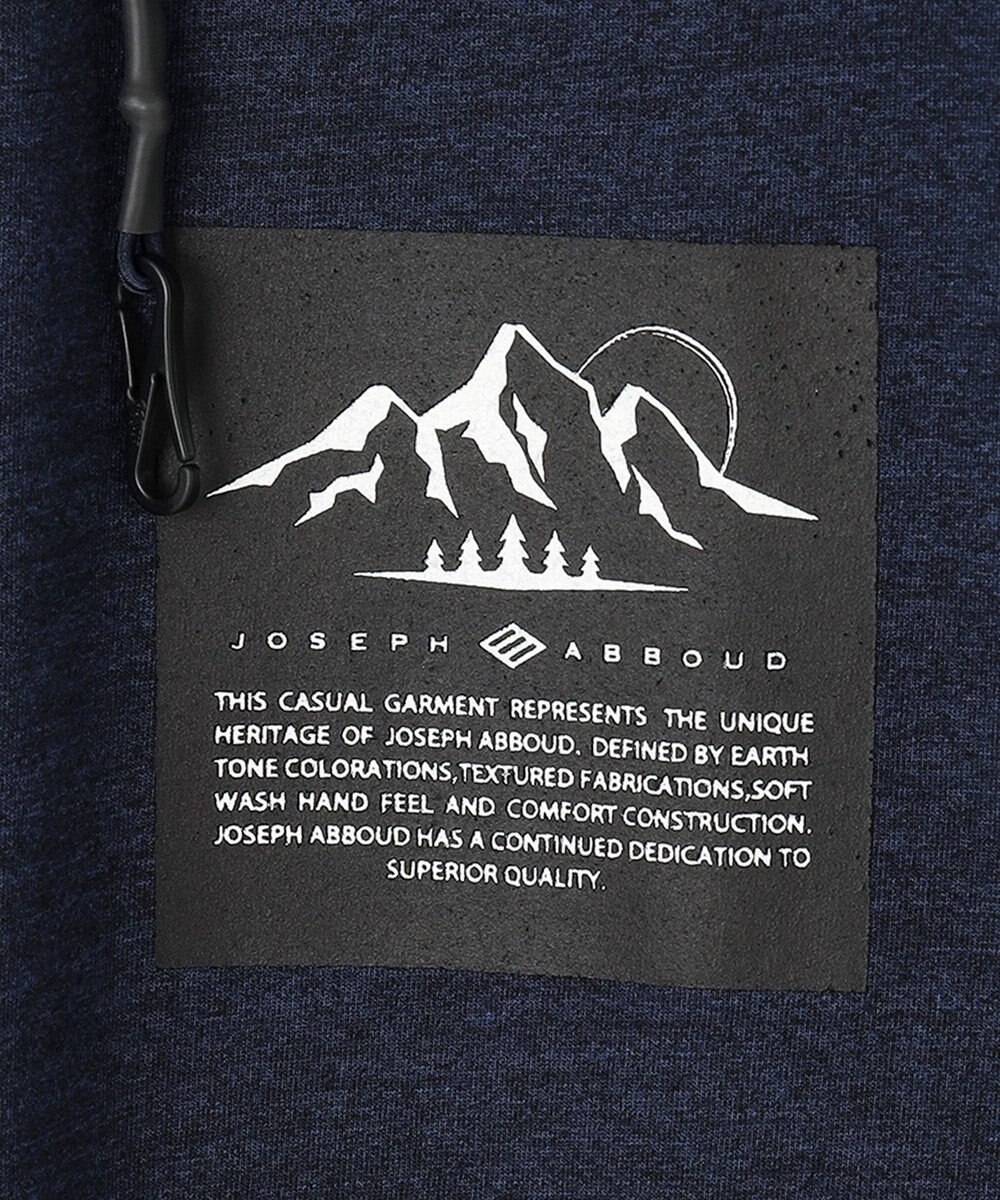 JOSEPH ABBOUD
THIS CASUAL GARMENT REPRESENTS THE UNIQUE
HERITAGE OF JOSEPH ABBOUD. DEFINED BY EARTH
TONE COLORATIONS,TEXTURED FABRICATIONS,SOFT
WASH HAND FEEL AND COMFORT CONSTRUCTION.
JOSEPH ABBOUD HAS A CONTINUED DEDICATION TO
SUPERIOR QUALITY.